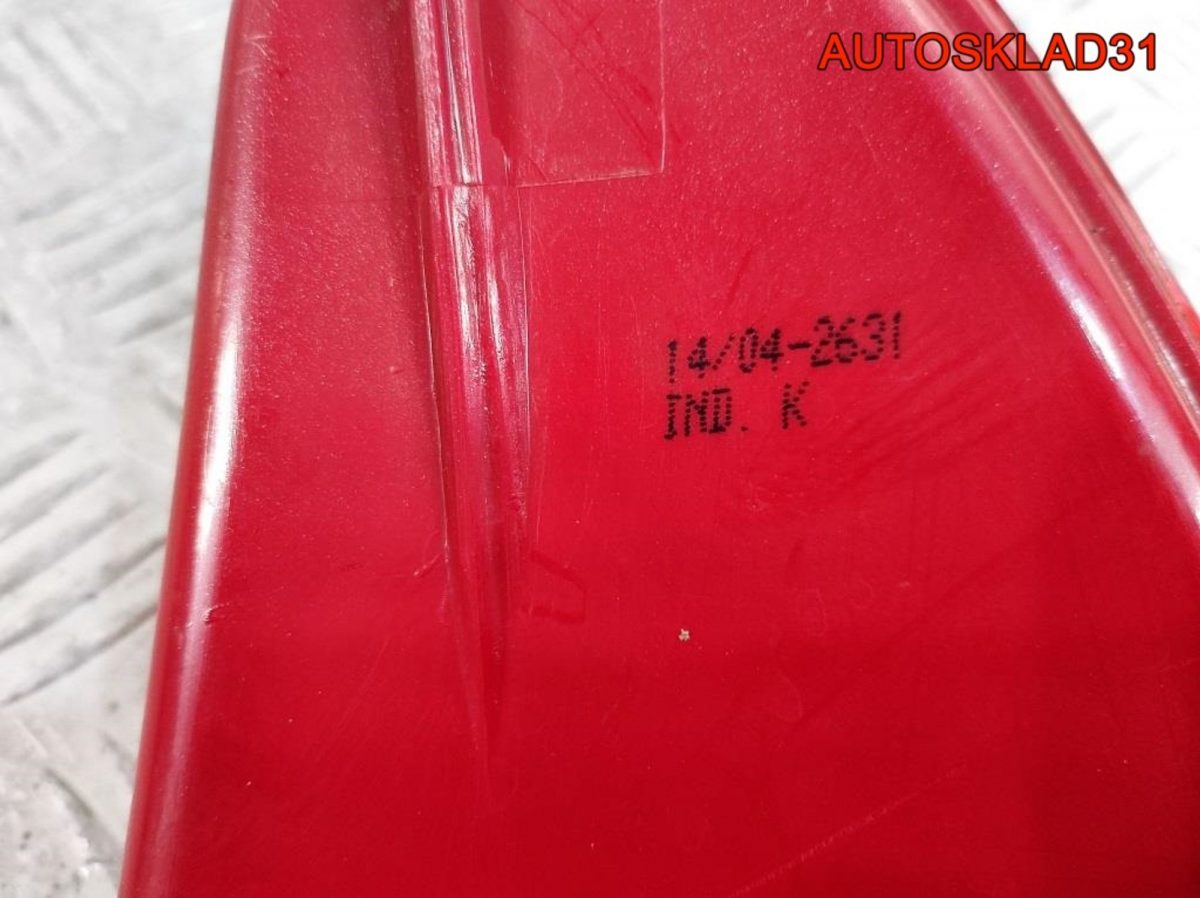 AUTOSKLAD31
14/04-2631
IND. K